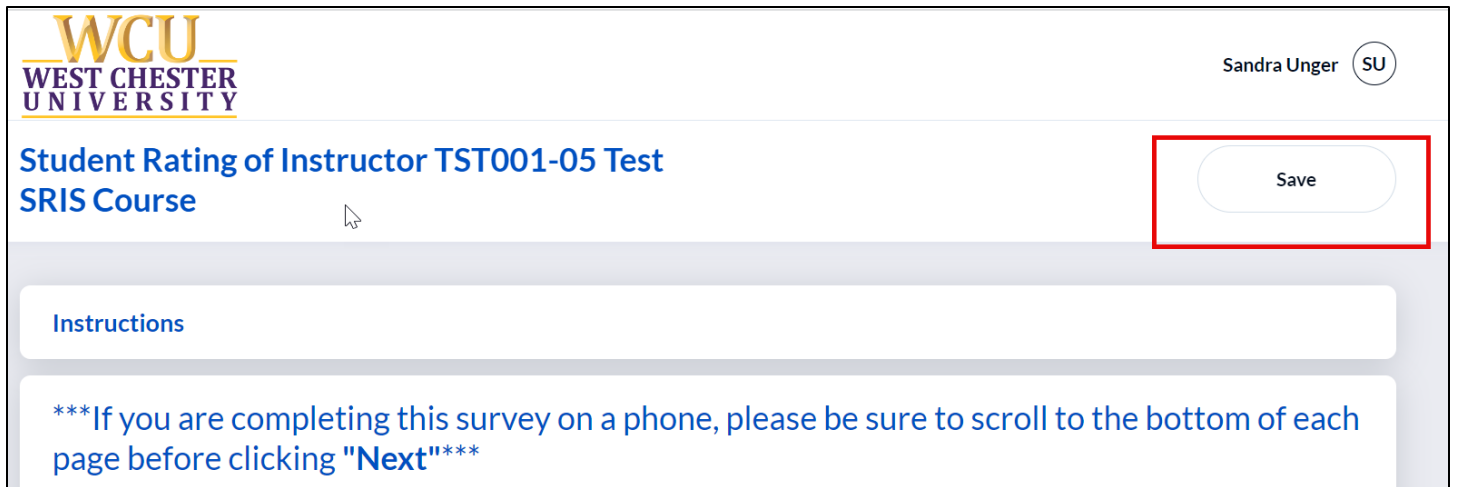 WCU
WEST CHESTER
UNIVERSITY
Sandra Unger SU
Student Rating of Instructor TST001-05 Test
SRIS Course
Save
Instructions
***If you are completing this survey on a phone, please be sure to scroll to the bottom of each
page before clicking "Next"***